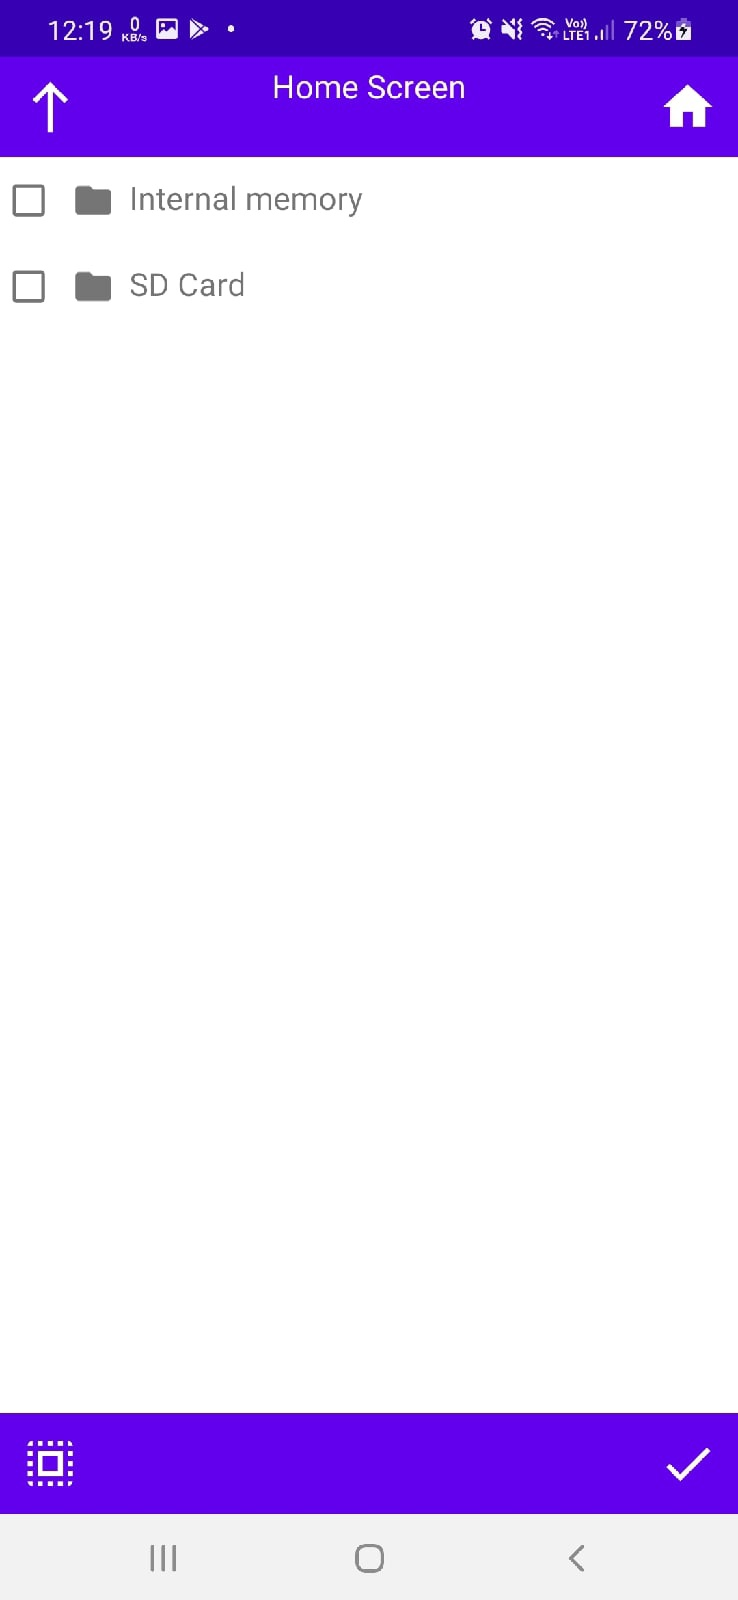 12:19 0 KB/s Vo)) LTE1 72%
Home Screen
Internal memory
SD Card